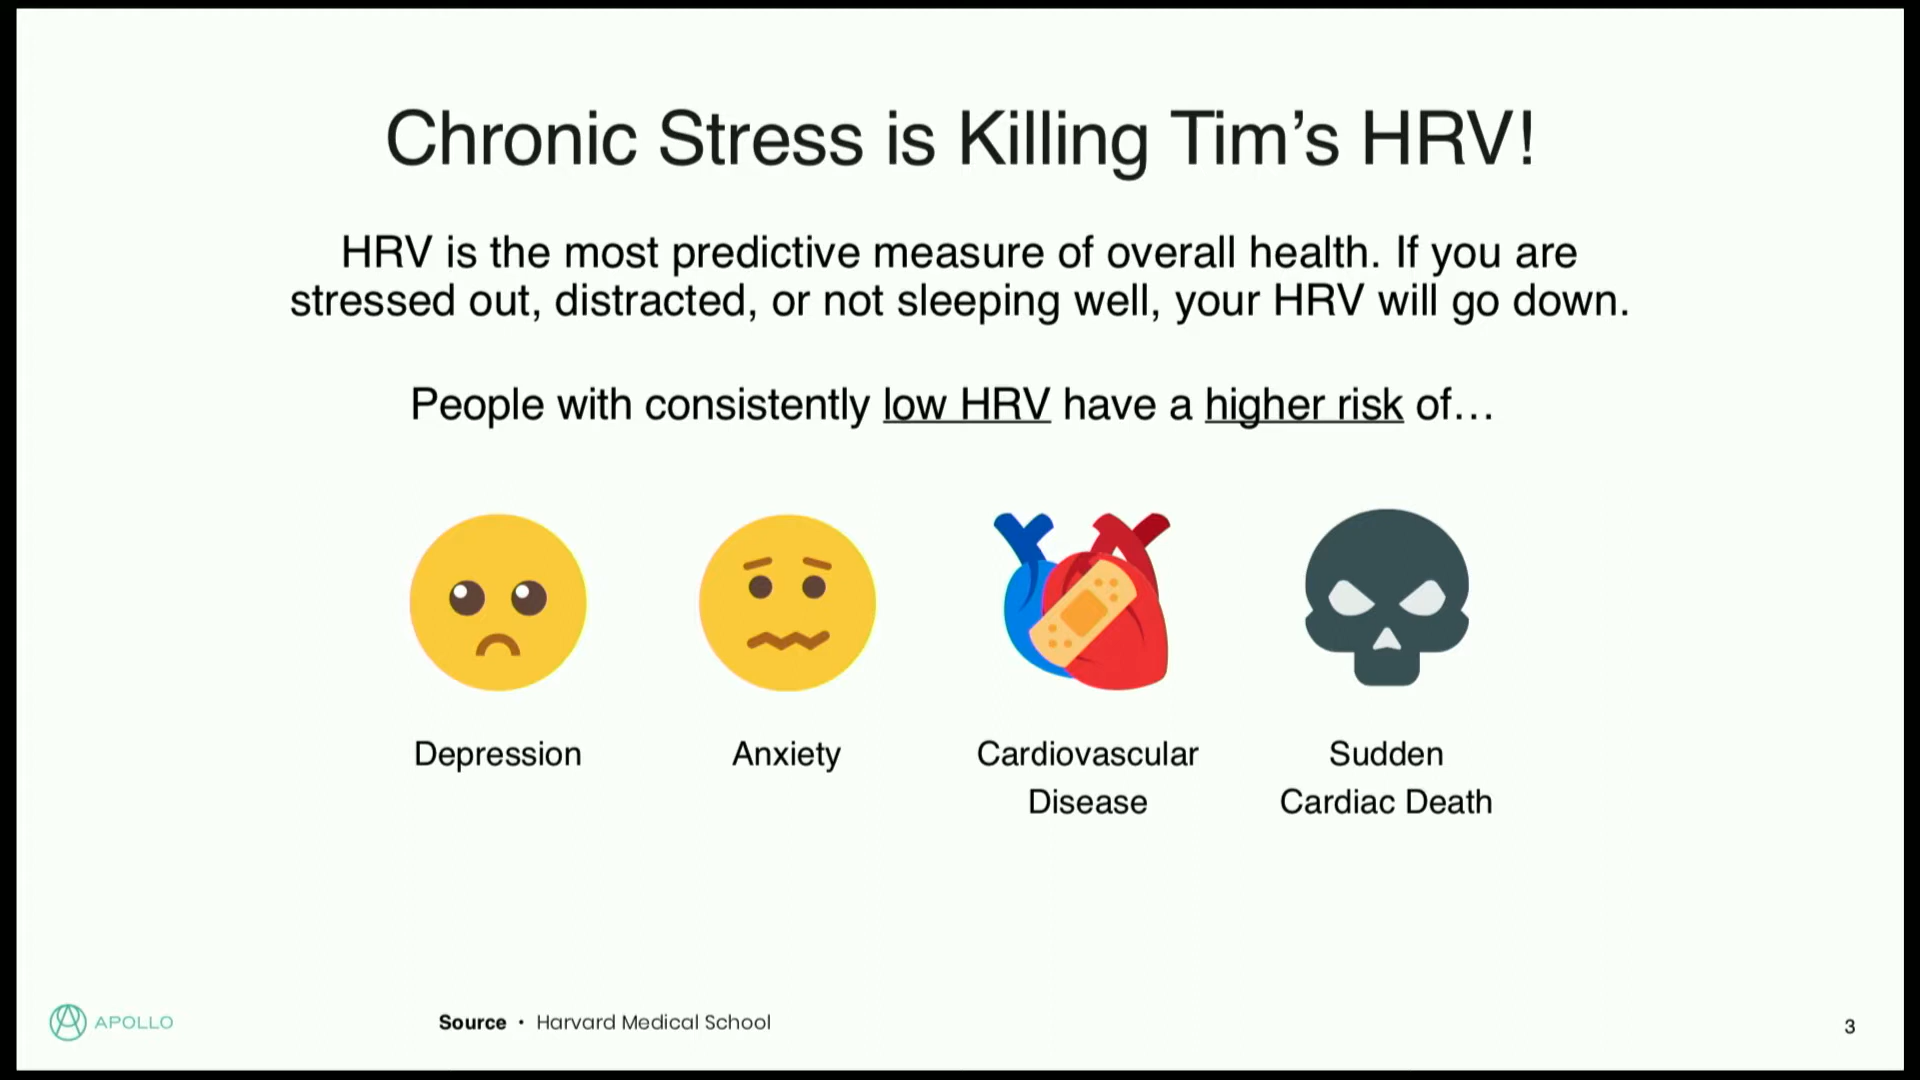 Chronic Stress is Killing Tim’s HRV!
HRV is the most predictive measure of overall health. If you are
stressed out, distracted, or not sleeping well, your HRV will go down.
People with consistently low HRV have a higher risk of…
Depression
Anxiety
Cardiovascular
Disease
Sudden
Cardiac Death
APOLLO
Source • Harvard Medical School
3